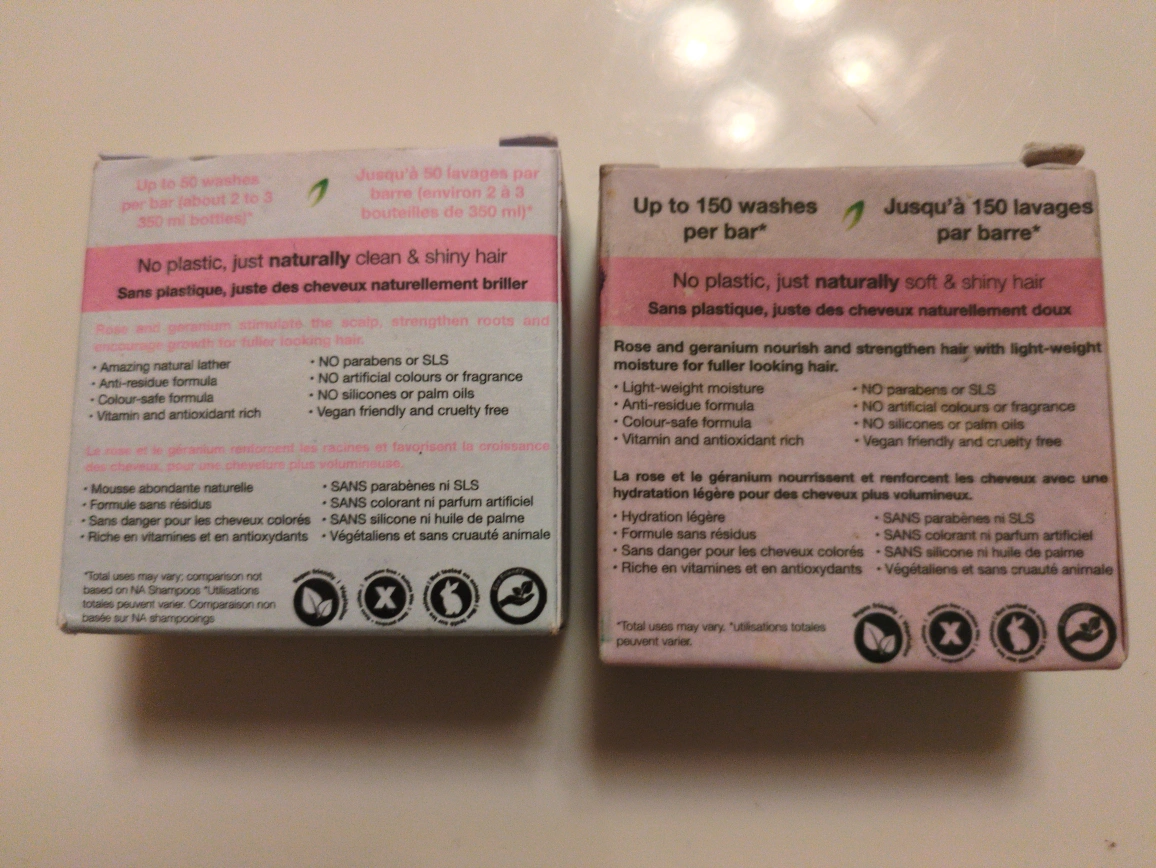 Up to 50 washes
per bar (about 2 to 3
350 ml bottles)*
Jusqu'à 50 lavages par
barre (environ 2 à 3
bouteilles de 350 ml)*
No plastic, just naturally clean & shiny hair
Sans plastique, juste des cheveux naturellement briller
Rose and geranium stimulate the scalp, strengthen roots and
encourage growth for fuller looking hair.
• Amazing natural lather
• Anti-residue formula
• Colour-safe formula
• Vitamin and antioxidant rich
• NO parabens or SLS
• NO artificial colours or fragrance
• NO silicones or palm oils
• Vegan friendly and cruelty free
La rose et le géranium renforcent les racines et favorisant la croissance
des cheveux, pour une chevelure plus volumineuse.
• Mousse abondante naturelle
• Formule sans résidus
• Sans danger pour les cheveux colorés
• Riche en vitamines et en antioxydants
• SANS parabènes ni SLS
• SANS colorant ni parfum artificiel
• SANS silicone ni huile de palme
• Végétaliens et sans cruauté animale
*Total uses may vary; comparison not
based on NA Shampoos *Utilisations
totales peuvent varier. Comparaison non
basée sur NA shampooings
Vegan friendly
Not tested on animals
Up to 150 washes
per bar*
Jusqu'à 150 lavages
par barre*
No plastic, just naturally soft & shiny hair
Sans plastique, juste des cheveux naturellement doux
Rose and geranium nourish and strengthen hair with light-weight
moisture for fuller looking hair.
• Light-weight moisture
• Anti-residue formula
• Colour-safe formula
• Vitamin and antioxidant rich
• NO parabens or SLS
• NO artificial colours or fragrance
• NO silicones or palm oils
• Vegan friendly and cruelty free
La rose et le géranium nourrissent et renforcent les cheveux avec une
hydratation légère pour des cheveux plus volumineux.
• Hydration légère
• Formule sans résidus
• Sans danger pour les cheveux colorés
• Riche en vitamines et en antioxydants
• SANS parabènes ni SLS
• SANS colorant ni parfum artificiel
• SANS silicone ni huile de palme
• Végétaliens et sans cruauté animale
*Total uses may vary. *utilisations totales
peuvent varier.
Vegan friendly
Not tested on animals